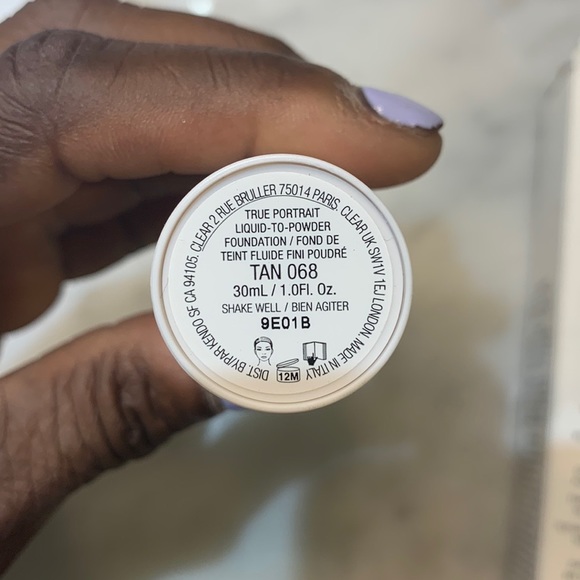 DIST. BY/PAR KENDO SF CA 94105. CLEAR 2 RUE BRULLER 75014 PARIS. CLEAR UK SW1V 1EJ LONDON. MADE IN ITALY
TRUE PORTRAIT
LIQUID-TO-POWDER
FOUNDATION / FOND DE
TEINT FLUIDE FINI POUDRÉ
TAN 068
30mL / 1.0Fl. Oz.
SHAKE WELL / BIEN AGITER
9E01B
12M